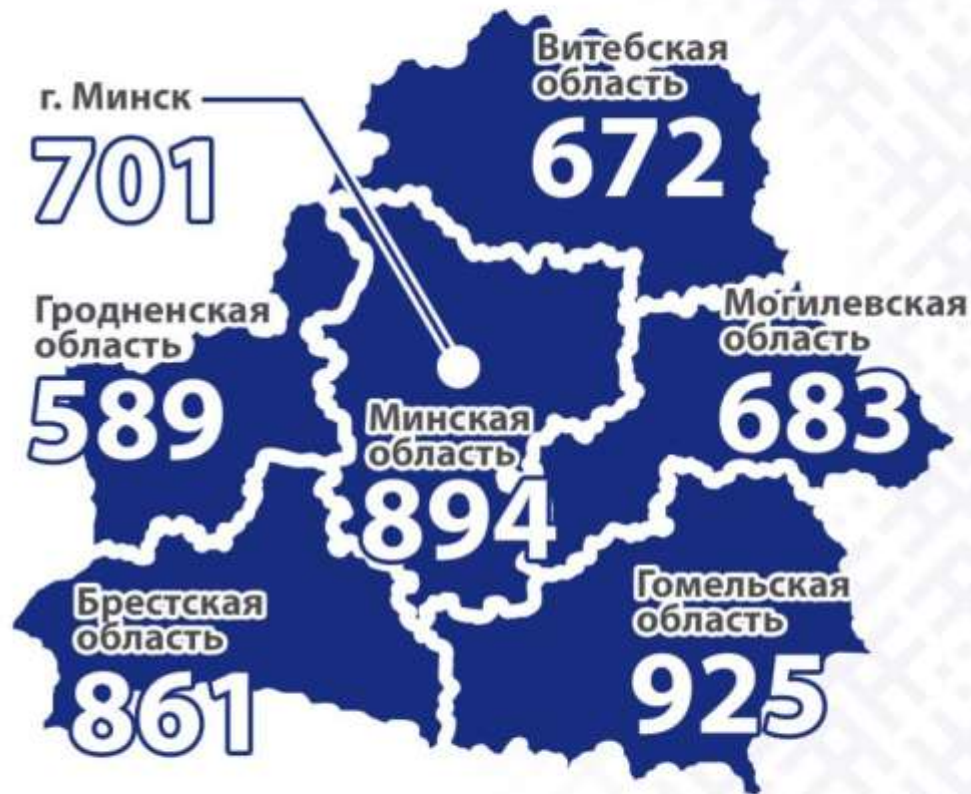 Витебская
область
672
г. Минск
701
Гродненская
область
589
Могилевская
область
683
Минская
область
894
Брестская
область
861
Гомельская
область
925